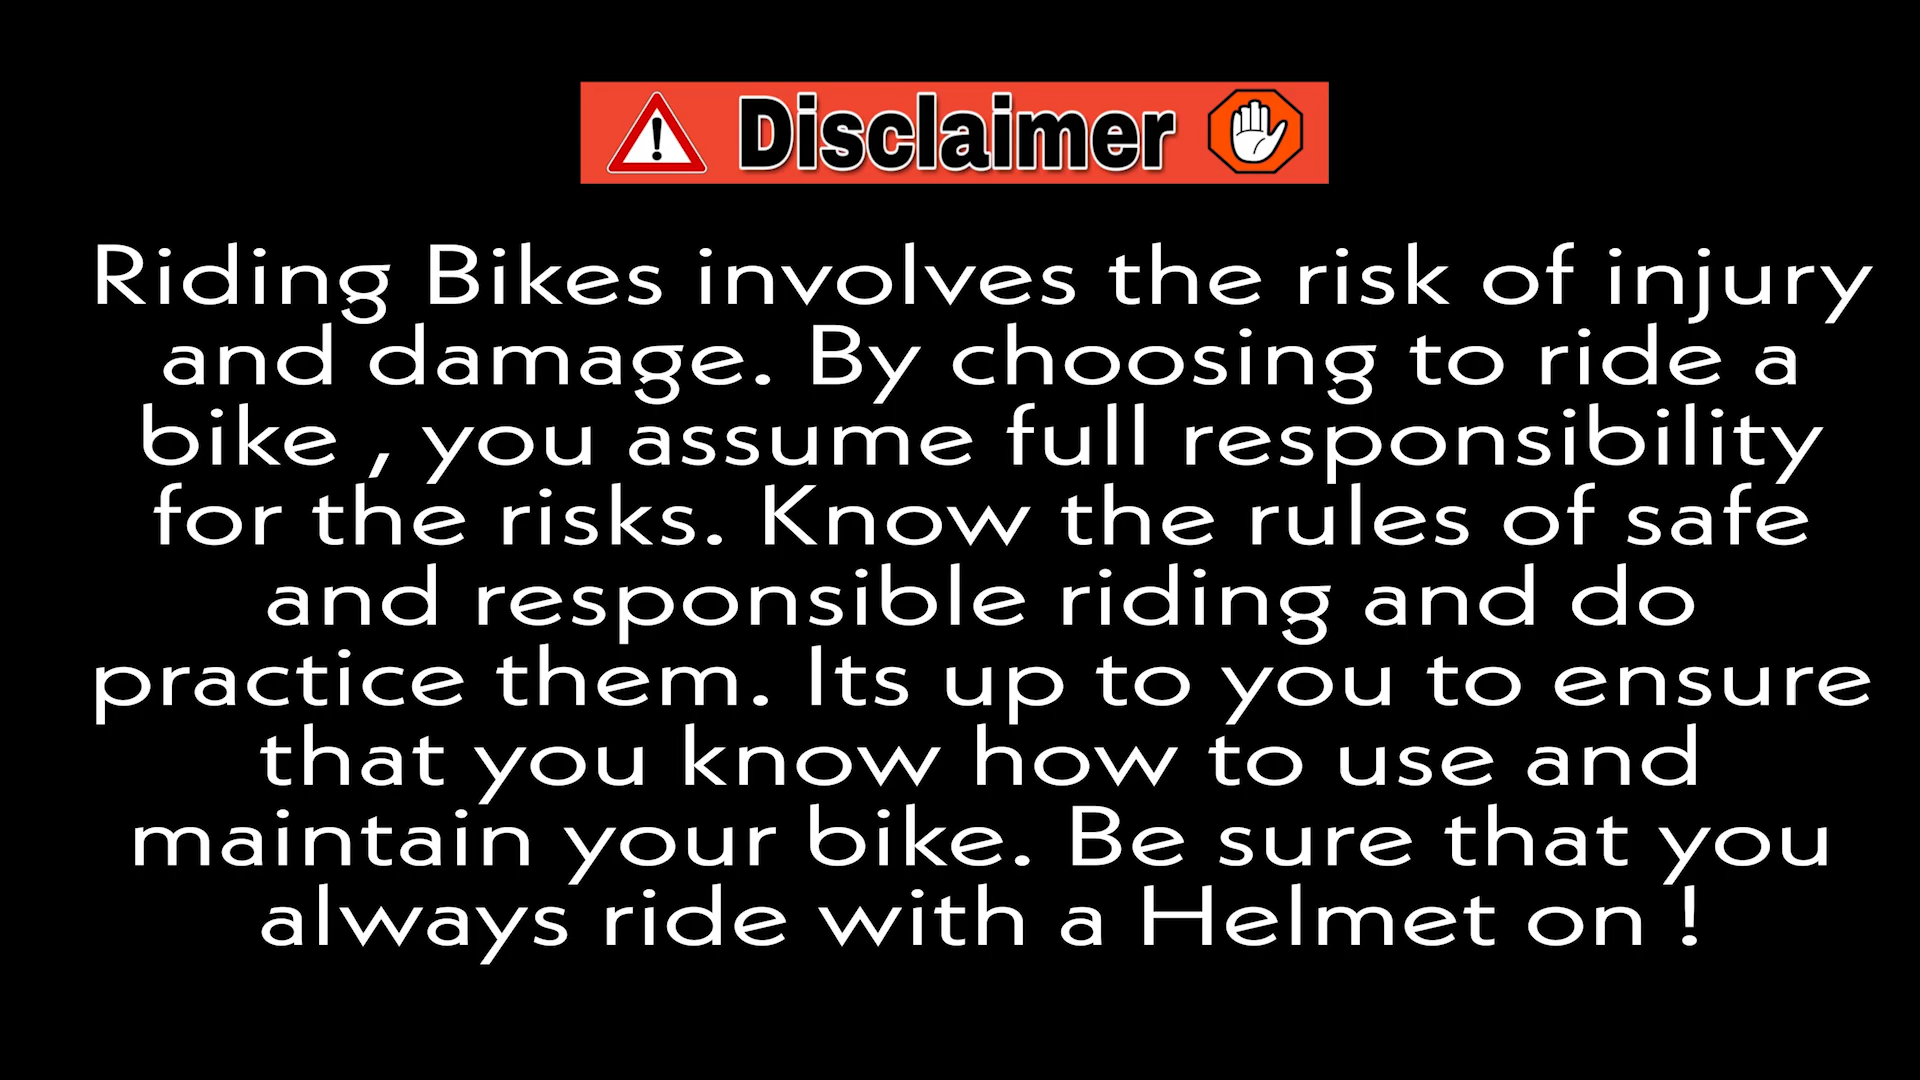 Disclaimer
Riding Bikes involves the risk of injury
and damage. By choosing to ride a
bike , you assume full responsibility
for the risks. Know the rules of safe
and responsible riding and do
practice them. Its up to you to ensure
that you know how to use and
maintain your bike. Be sure that you
always ride with a Helmet on !